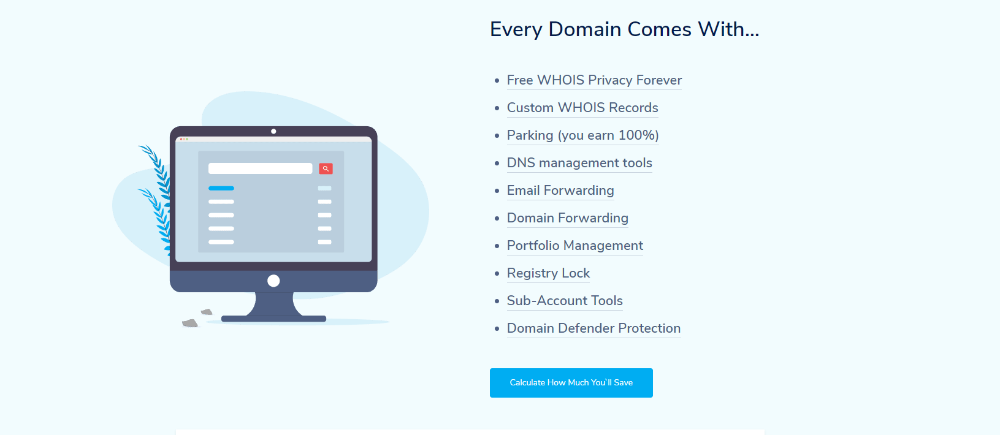 Every Domain Comes With...
Free WHOIS Privacy Forever
Custom WHOIS Records
Parking (you earn 100%)
DNS management tools
Email Forwarding
Domain Forwarding
Portfolio Management
Registry Lock
Sub-Account Tools
Domain Defender Protection
Calculate How Much You`ll Save